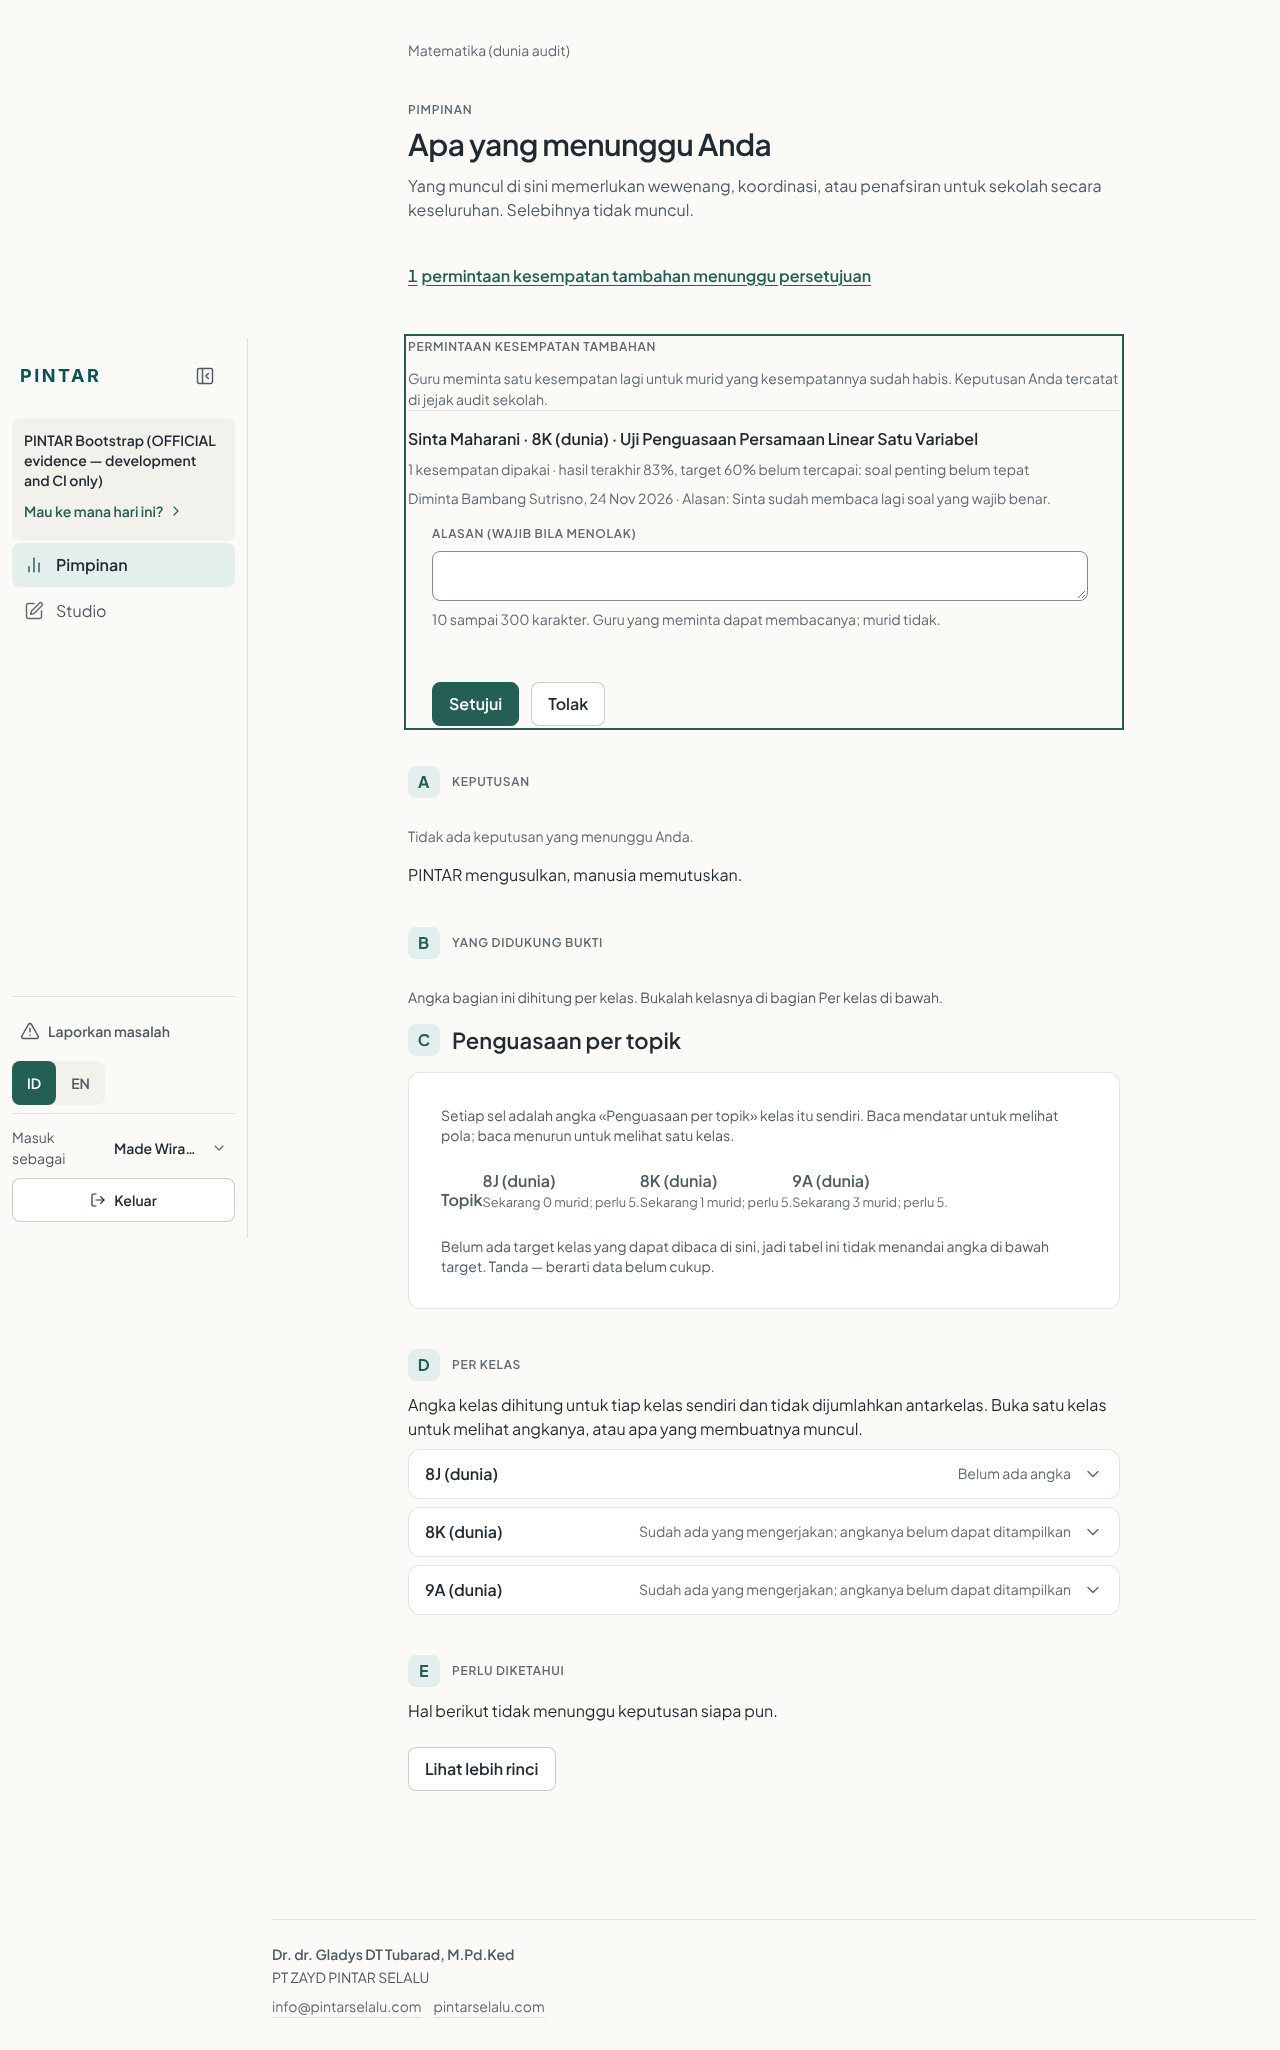 Matematika (dunia audit)
PIMPINAN
Apa yang menunggu Anda
Yang muncul di sini memerlukan wewenang, koordinasi, atau penafsiran untuk sekolah secara
keseluruhan. Selebihnya tidak muncul.
1 permintaan kesempatan tambahan menunggu persetujuan
PINTAR
PINTAR Bootstrap (OFFICIAL
evidence — development
and CI only)
Mau ke mana hari ini?
Pimpinan
Studio
Laporkan masalah
ID EN
Masuk
sebagai
Made Wira...
Keluar
PERMINTAAN KESEMPATAN TAMBAHAN
Guru meminta satu kesempatan lagi untuk murid yang kesempatannya sudah habis. Keputusan Anda tercatat
di jejak audit sekolah.
Sinta Maharani · 8K (dunia) · Uji Penguasaan Persamaan Linear Satu Variabel
1 kesempatan dipakai · hasil terakhir 83%, target 60% belum tercapai: soal penting belum tepat
Diminta Bambang Sutrisno, 24 Nov 2026 · Alasan: Sinta sudah membaca lagi soal yang wajib benar.
ALASAN (WAJIB BILA MENOLAK)
10 sampai 300 karakter. Guru yang meminta dapat membacanya; murid tidak.
Setujui Tolak
A KEPUTUSAN
Tidak ada keputusan yang menunggu Anda.
PINTAR mengusulkan, manusia memutuskan.
B YANG DIDUKUNG BUKTI
Angka bagian ini dihitung per kelas. Bukalah kelasnya di bagian Per kelas di bawah.
C Penguasaan per topik
Setiap sel adalah angka «Penguasaan per topik» kelas itu sendiri. Baca mendatar untuk melihat
pola; baca menurun untuk melihat satu kelas.
8J (dunia) 8K (dunia) 9A (dunia)
Topik Sekarang 0 murid; perlu 5. Sekarang 1 murid; perlu 5. Sekarang 3 murid; perlu 5.
Belum ada target kelas yang dapat dibaca di sini, jadi tabel ini tidak menandai angka di bawah
target. Tanda — berarti data belum cukup.
D PER KELAS
Angka kelas dihitung untuk tiap kelas sendiri dan tidak dijumlahkan antarkelas. Buka satu kelas
untuk melihat angkanya, atau apa yang membuatnya muncul.
8J (dunia) Belum ada angka
8K (dunia) Sudah ada yang mengerjakan; angkanya belum dapat ditampilkan
9A (dunia) Sudah ada yang mengerjakan; angkanya belum dapat ditampilkan
E PERLU DIKETAHUI
Hal berikut tidak menunggu keputusan siapa pun.
Lihat lebih rinci
Dr. dr. Gladys DT Tubarad, M.Pd.Ked
PT ZAYD PINTAR SELALU
info@pintarselalu.com pintarselalu.com